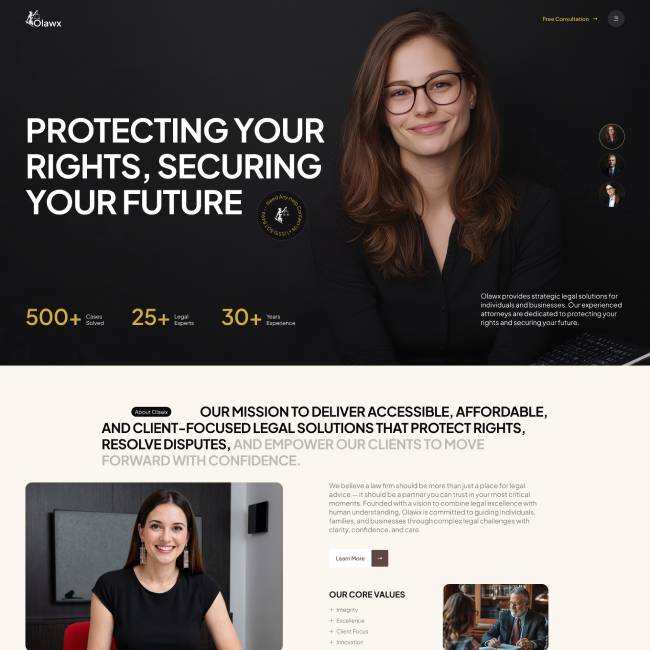 Olawx
Free Consultation →
PROTECTING YOUR
RIGHTS, SECURING
YOUR FUTURE
Need Any Help
500+ Cases
Solved
25+ Legal
Experts
30+ Years
Experience
Olawx provides strategic legal solutions for
individuals and businesses. Our experienced
attorneys are dedicated to protecting your
rights and securing your future.
About Olawx
OUR MISSION TO DELIVER ACCESSIBLE, AFFORDABLE,
AND CLIENT-FOCUSED LEGAL SOLUTIONS THAT PROTECT RIGHTS,
RESOLVE DISPUTES, AND EMPOWER OUR CLIENTS TO MOVE
FORWARD WITH CONFIDENCE.
We believe a law firm should be more than just a place for legal
advice — it should be a partner you can trust in your most critical
moments. Founded with a vision to combine legal excellence with
human understanding, Olawx is committed to guiding individuals,
families, and businesses through complex legal challenges with
clarity, confidence, and care.
Learn More →
OUR CORE VALUES
+ Integrity
+ Excellence
+ Client Focus
+ Innovation